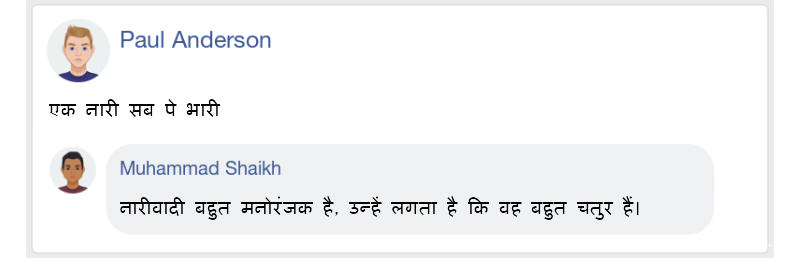 Paul Anderson
एक नारी सब पे भारी
Muhammad Shaikh
नारीवादी बहुत मनोरंजक है, उन्हें लगता है कि वह बहुत चतुर हैं।